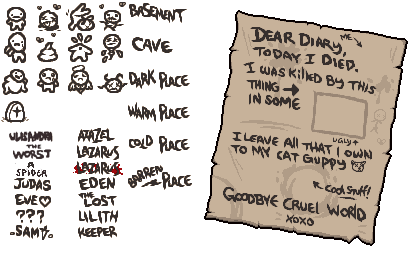 BASEMENT
CAVE
DARK PLACE
WARM PLACE
COLD PLACE
BARREN PLACE
THE
WORST
A
SPIDER
JUDAS
EVE♡
???
-SAM-
AZAZEL
LAZARUS
LAZARUS
EDEN
THE
LOST
LILITH
KEEPER
DEAR DIARY,
ME
TODAY I DIED.
I WAS KILLED BY THIS
THING →
IN SOME
UGLY
I LEAVE ALL THAT I OWN
TO MY CAT GUPPY
COOL STUFF!
GOODBYE CRUEL WORLD
XOXO